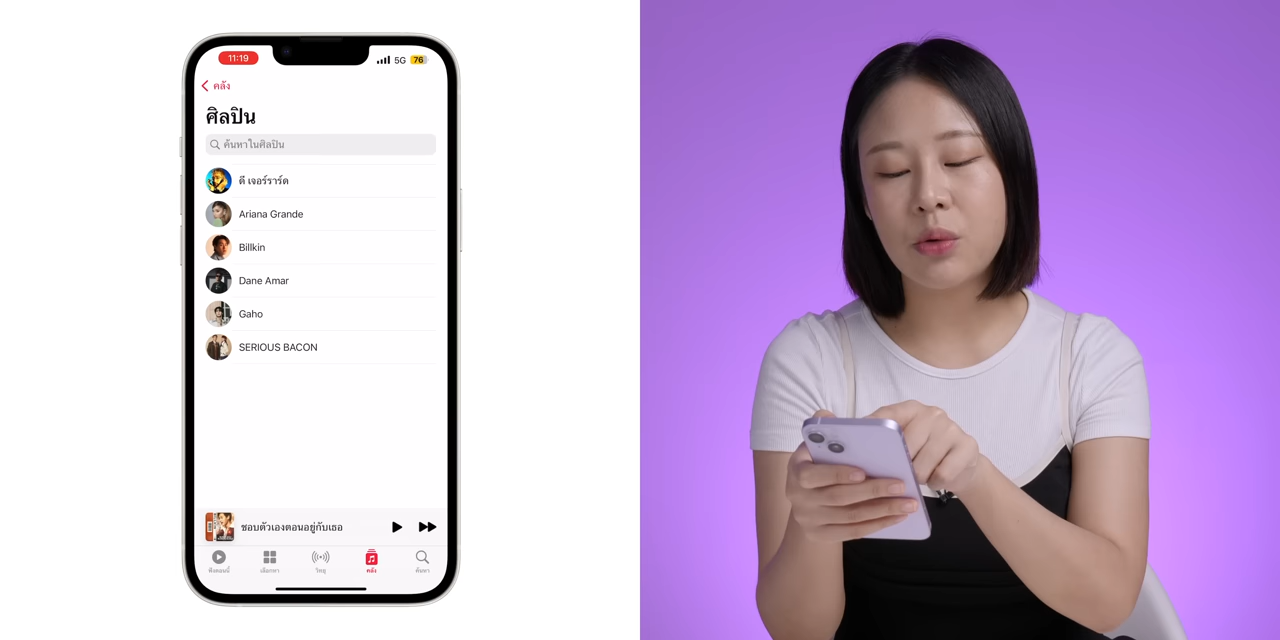 11:19
5G 76
คลัง
ศิลปิน
ค้นหาในศิลปิน
ดี เจอร์ราร์ด
Ariana Grande
Billkin
Dane Amar
Gaho
SERIOUS BACON
ชอบตัวเองตอนอยู่กับเธอ
ฟังตอนนี้ เลือกหา วิทยุ คลัง ค้นหา